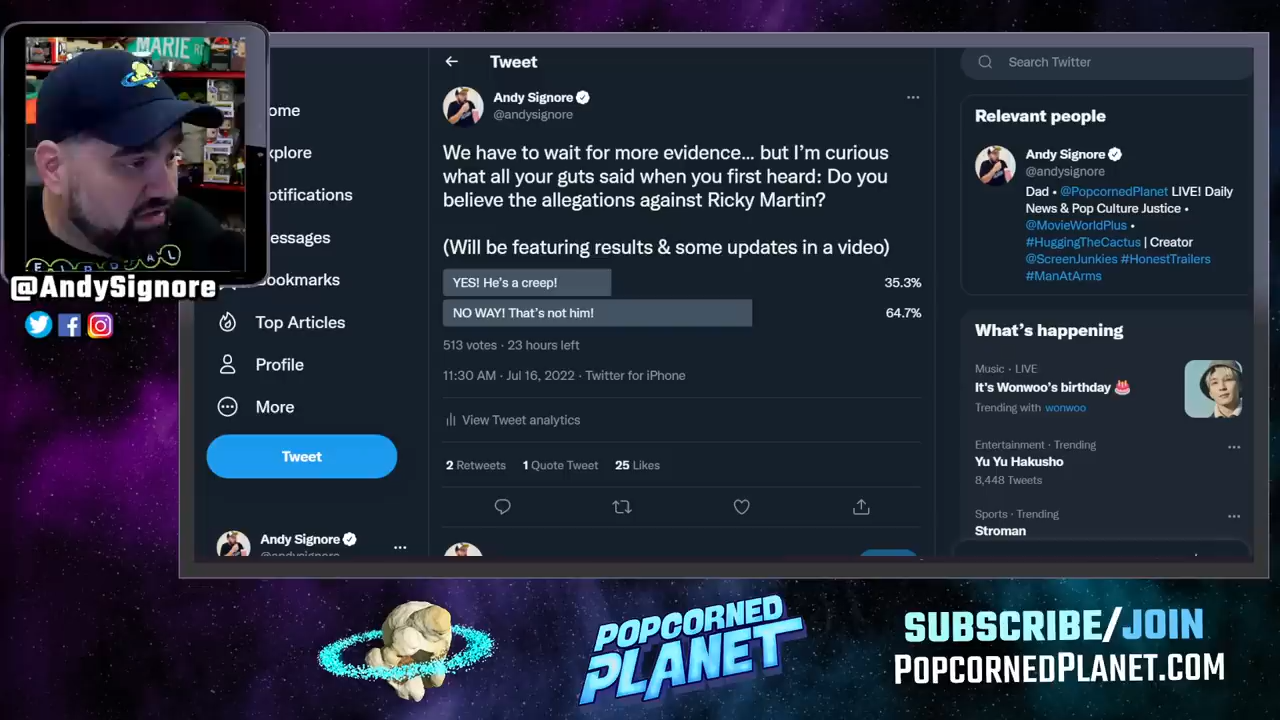 MARIE
@AndySignore
ome
xplore
otifications
essages
ookmarks
Top Articles
Profile
More
Tweet
Andy Signore
Tweet
Andy Signore
@andysignore
We have to wait for more evidence... but I'm curious
what all your guts said when you first heard: Do you
believe the allegations against Ricky Martin?
(Will be featuring results & some updates in a video)
YES! He's a creep! 35.3%
NO WAY! That's not him! 64.7%
513 votes · 23 hours left
11:30 AM · Jul 16, 2022 · Twitter for iPhone
View Tweet analytics
2 Retweets 1 Quote Tweet 25 Likes
Search Twitter
Relevant people
Andy Signore
@andysignore
Dad • @PopcornedPlanet LIVE! Daily
News & Pop Culture Justice •
@MovieWorldPlus •
#HuggingTheCactus | Creator
@ScreenJunkies #HonestTrailers
#ManAtArms
What's happening
Music · LIVE
It's Wonwoo's birthday
Trending with wonwoo
Entertainment · Trending
Yu Yu Hakusho
8,448 Tweets
Sports · Trending
Stroman
POPCORNED
PLANET
SUBSCRIBE/JOIN
POPCORNEDPLANET.COM